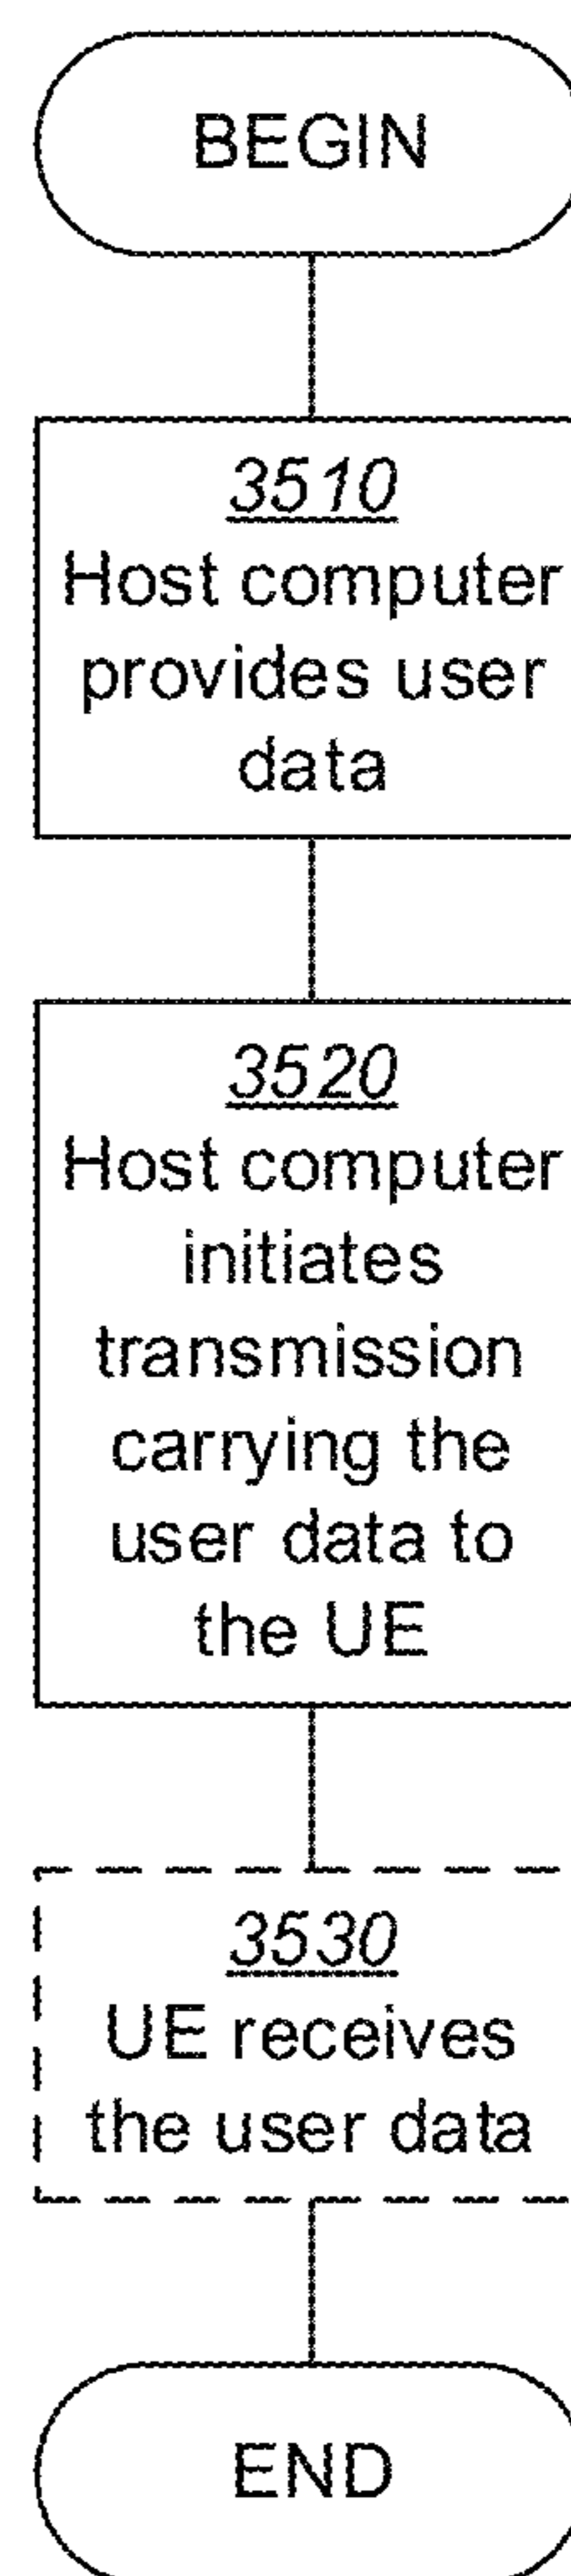 BEGIN
3510
Host computer
provides user
data
3520
Host computer
initiates
transmission
carrying the
user data to
the UE
3530
UE receives
the user data
END